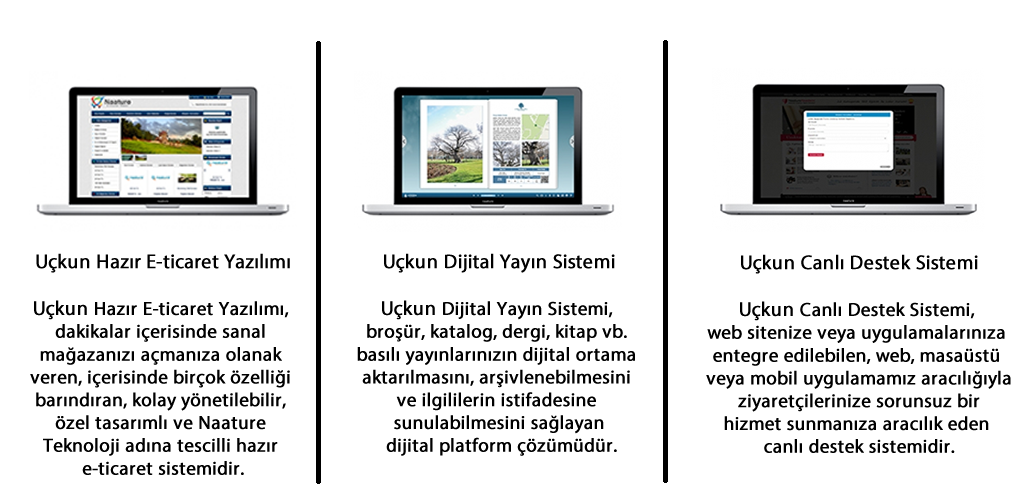 Naature
Uçkun Hazır E-ticaret Yazılımı
Uçkun Hazır E-ticaret Yazılımı,
dakikalar içerisinde sanal
mağazanızı açmanıza olanak
veren, içerisinde birçok özelliği
barındıran, kolay yönetilebilir,
özel tasarımlı ve Naature
Teknoloji adına tescilli hazır
e-ticaret sistemidir.
Uçkun Dijital Yayın Sistemi
Uçkun Dijital Yayın Sistemi,
broşür, katalog, dergi, kitap vb.
basılı yayınlarınızın dijital ortama
aktarılmasını, arşivlenebilmesini
ve ilgililerin istifadesine
sunulabilmesini sağlayan
dijital platform çözümüdür.
Uçkun Canlı Destek Sistemi
Uçkun Canlı Destek Sistemi,
web sitenize veya uygulamalarınıza
entegre edilebilen, web, masaüstü
veya mobil uygulamamız aracılığıyla
ziyaretçilerinize sorunsuz bir
hizmet sunmanıza aracılık eden
canlı destek sistemidir.